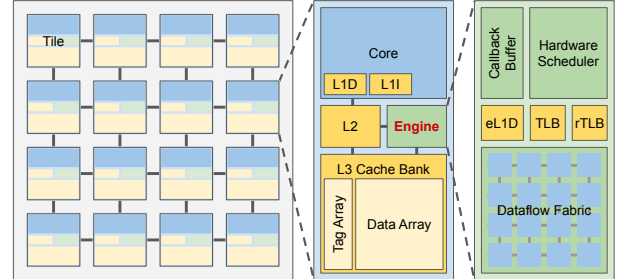 Tile
Core
L1D
L1I
L2
Engine
L3 Cache Bank
Tag Array
Data Array
Callback
Buffer
Hardware
Scheduler
eL1D
TLB
rTLB
Dataflow Fabric